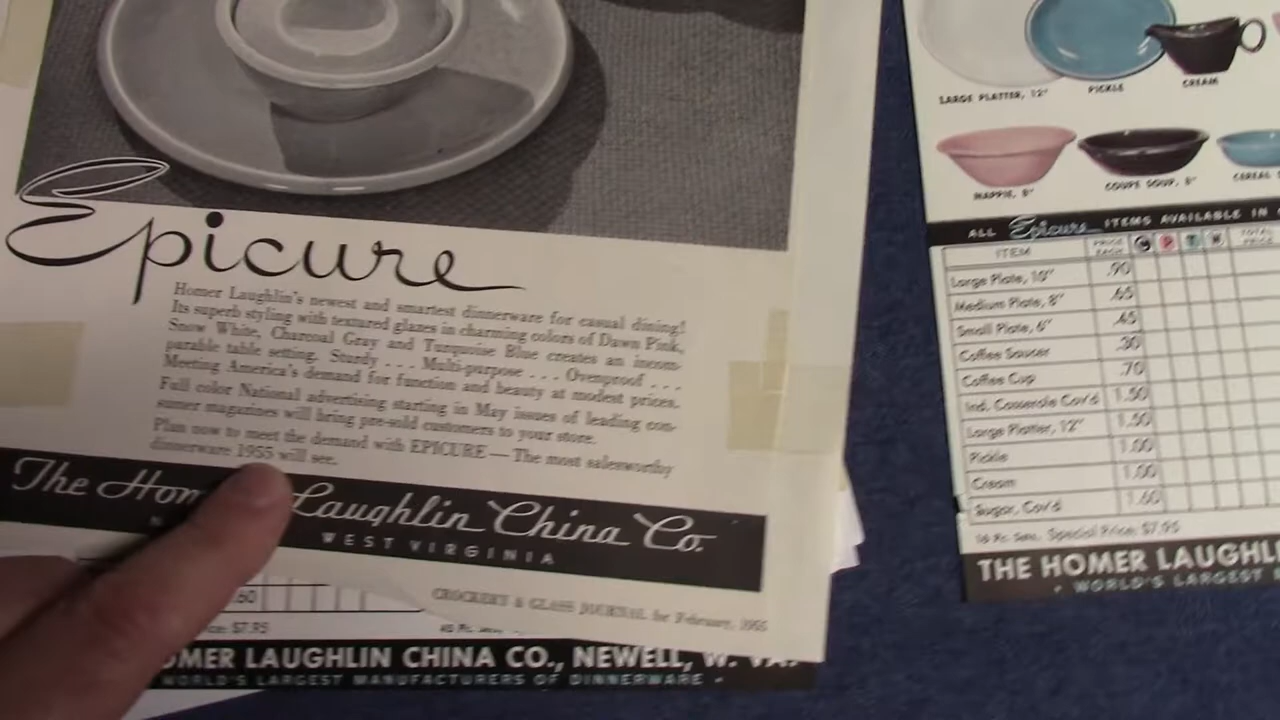 Epicure
Homer Laughlin's newest and smartest dinnerware for casual dining!
Its superb styling with textured glazes in charming colors of Dawn Pink,
Snow White, Charcoal Gray and Turquoise Blue creates an incom-
parable table setting. Sturdy . . . Multi-purpose . . . Ovenproof . . .
Meeting America's demand for function and beauty at modest prices.
Full color National advertising starting in May issues of leading con-
sumer magazines will bring pre-sold customers to your store.
Plan now to meet the demand with EPICURE — The most salesworthy
dinnerware 1955 will see.
The Hom Laughlin China Co.
WEST VIRGINIA
CROCKERY & GLASS JOURNAL for February, 1955
.60
$7.95
OMER LAUGHLIN CHINA CO., NEWELL, W. VA.
WORLD'S LARGEST MANUFACTURERS OF DINNERWARE
LARGE PLATTER, 12"
PICKLE
CREAM
NAPPIE, 8"
COUPE SOUP, 8"
CEREAL
ALL Epicure ITEMS AVAILABLE IN
ITEM PRICE EACH C P T W TOTAL PRICE
Large Plate, 10" .90
Medium Plate, 8" .65
Small Plate, 6" .45
Coffee Saucer .30
Coffee Cup .70
Ind. Casserole Cov'd 1.50
Large Platter, 12" 1.50
Pickle 1.00
Cream 1.00
Sugar, Cov'd 1.60
16 Pc. Set, Special Price: $7.95
THE HOMER LAUGHLI
WORLD'S LARGEST